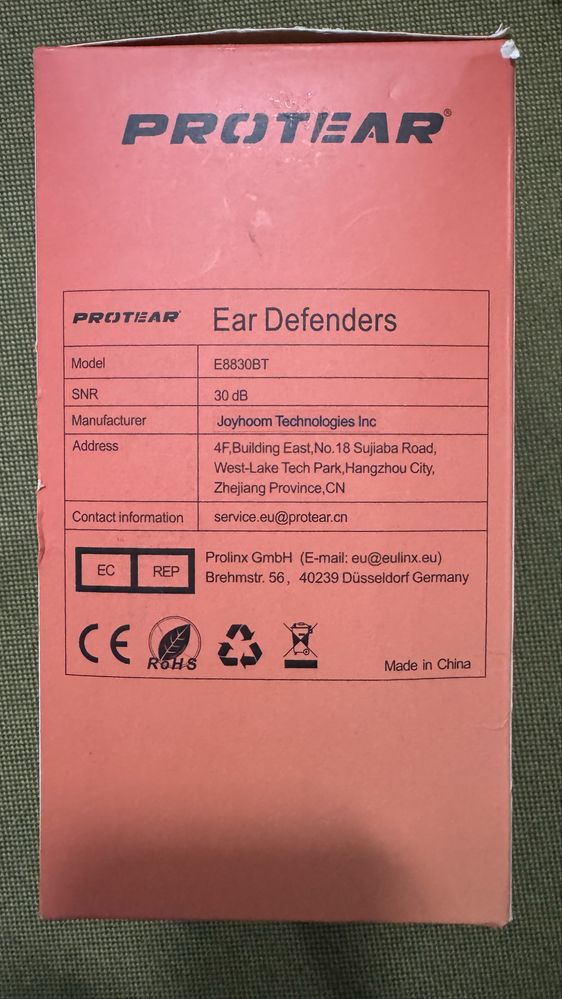 PROTEAR®
PROTEAR® Ear Defenders
Model E8830BT
SNR 30 dB
Manufacturer Joyhoom Technologies Inc
Address 4F,Building East,No.18 Sujiaba Road,
West-Lake Tech Park,Hangzhou City,
Zhejiang Province,CN
Contact information service.eu@protear.cn
EC REP Prolinx GmbH (E-mail: eu@eulinx.eu)
Brehmstr. 56, 40239 Düsseldorf Germany
CE RoHS Made in China